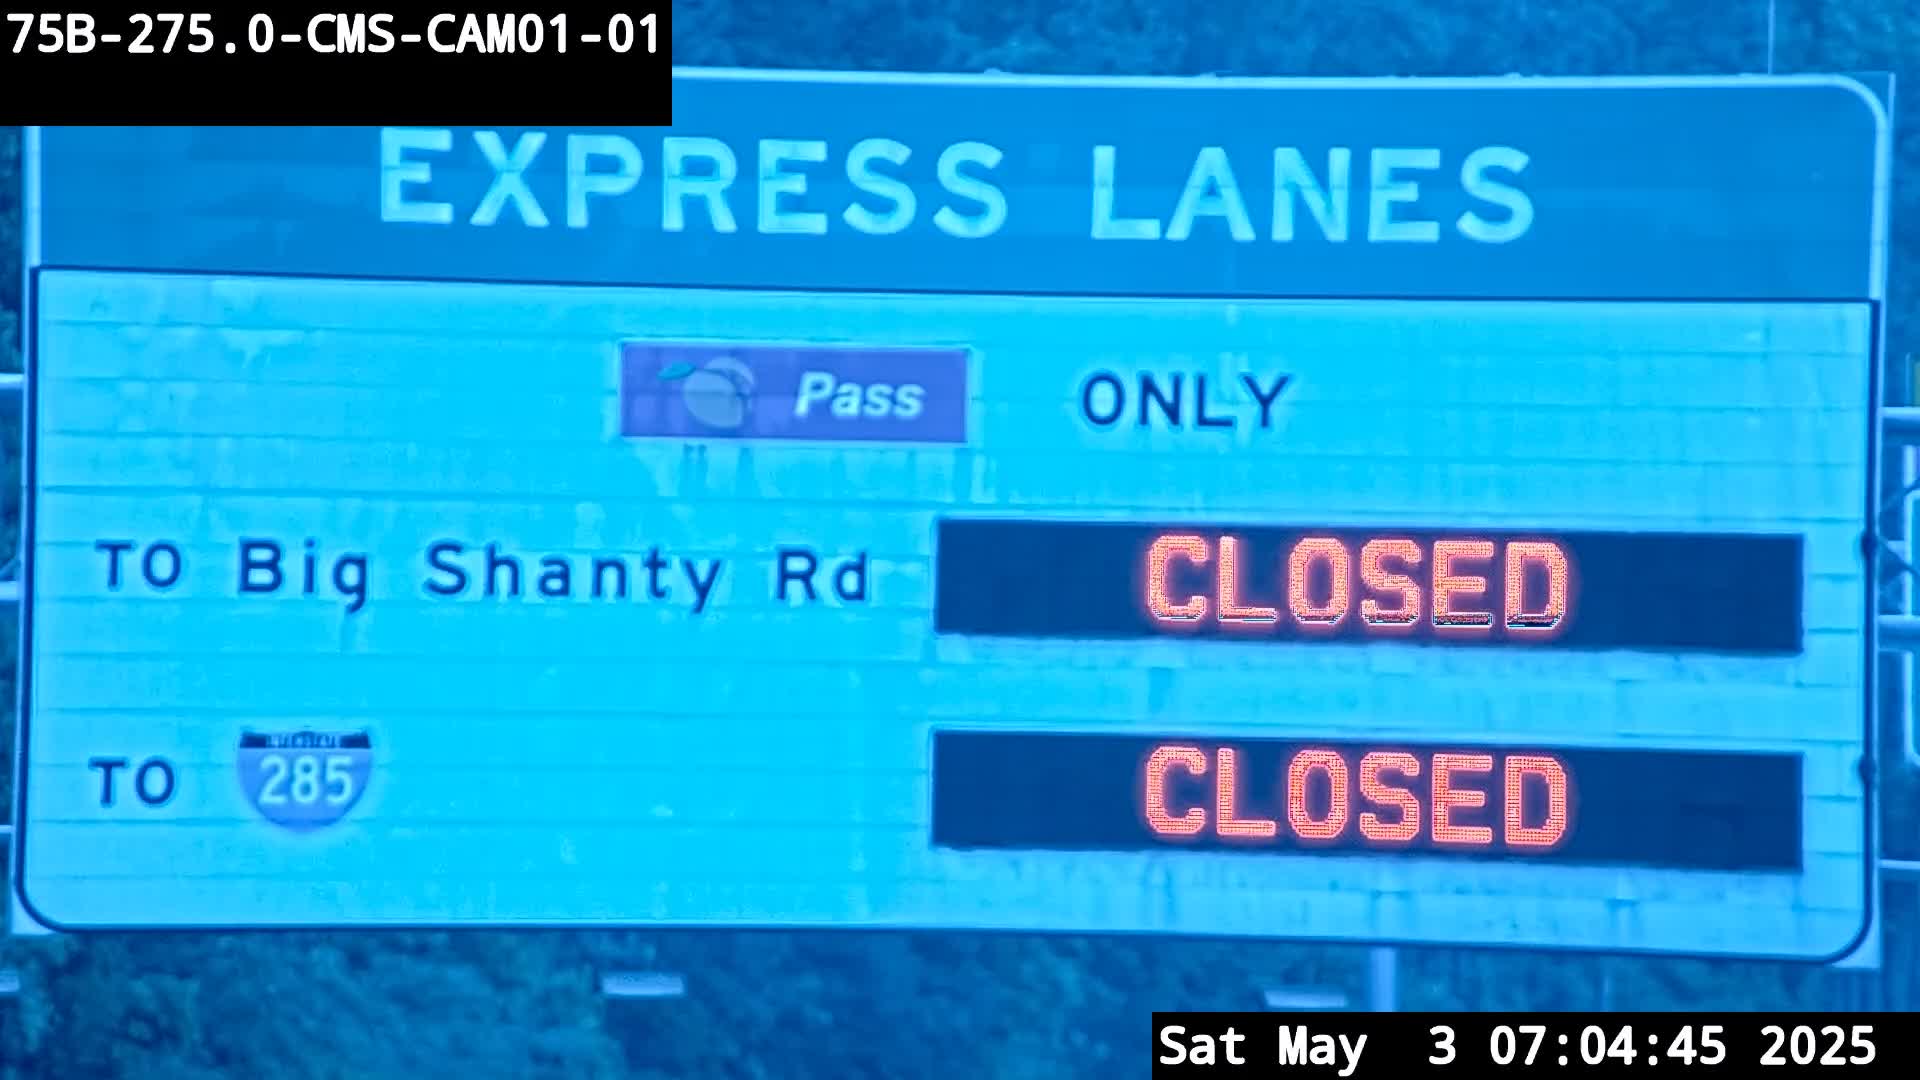 75B-275.0-CMS-CAM01-01
EXPRESS LANES
Pass ONLY
TO Big Shanty Rd CLOSED
INTERSTATE
TO 285 CLOSED
Sat May 3 07:04:45 2025